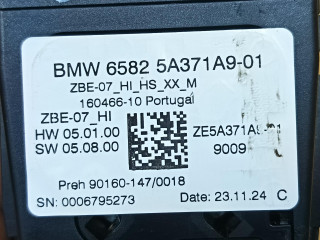 BMW 6582 5A371A9-01
ZBE-07_HI_HS_XX_M
160466-10 Portugal
ZBE-07_HI
HW 05.01.00
SW 05.08.00
9009
Preh 90160-147/0018
SN: 0006795273
Date: 23.11.24 C